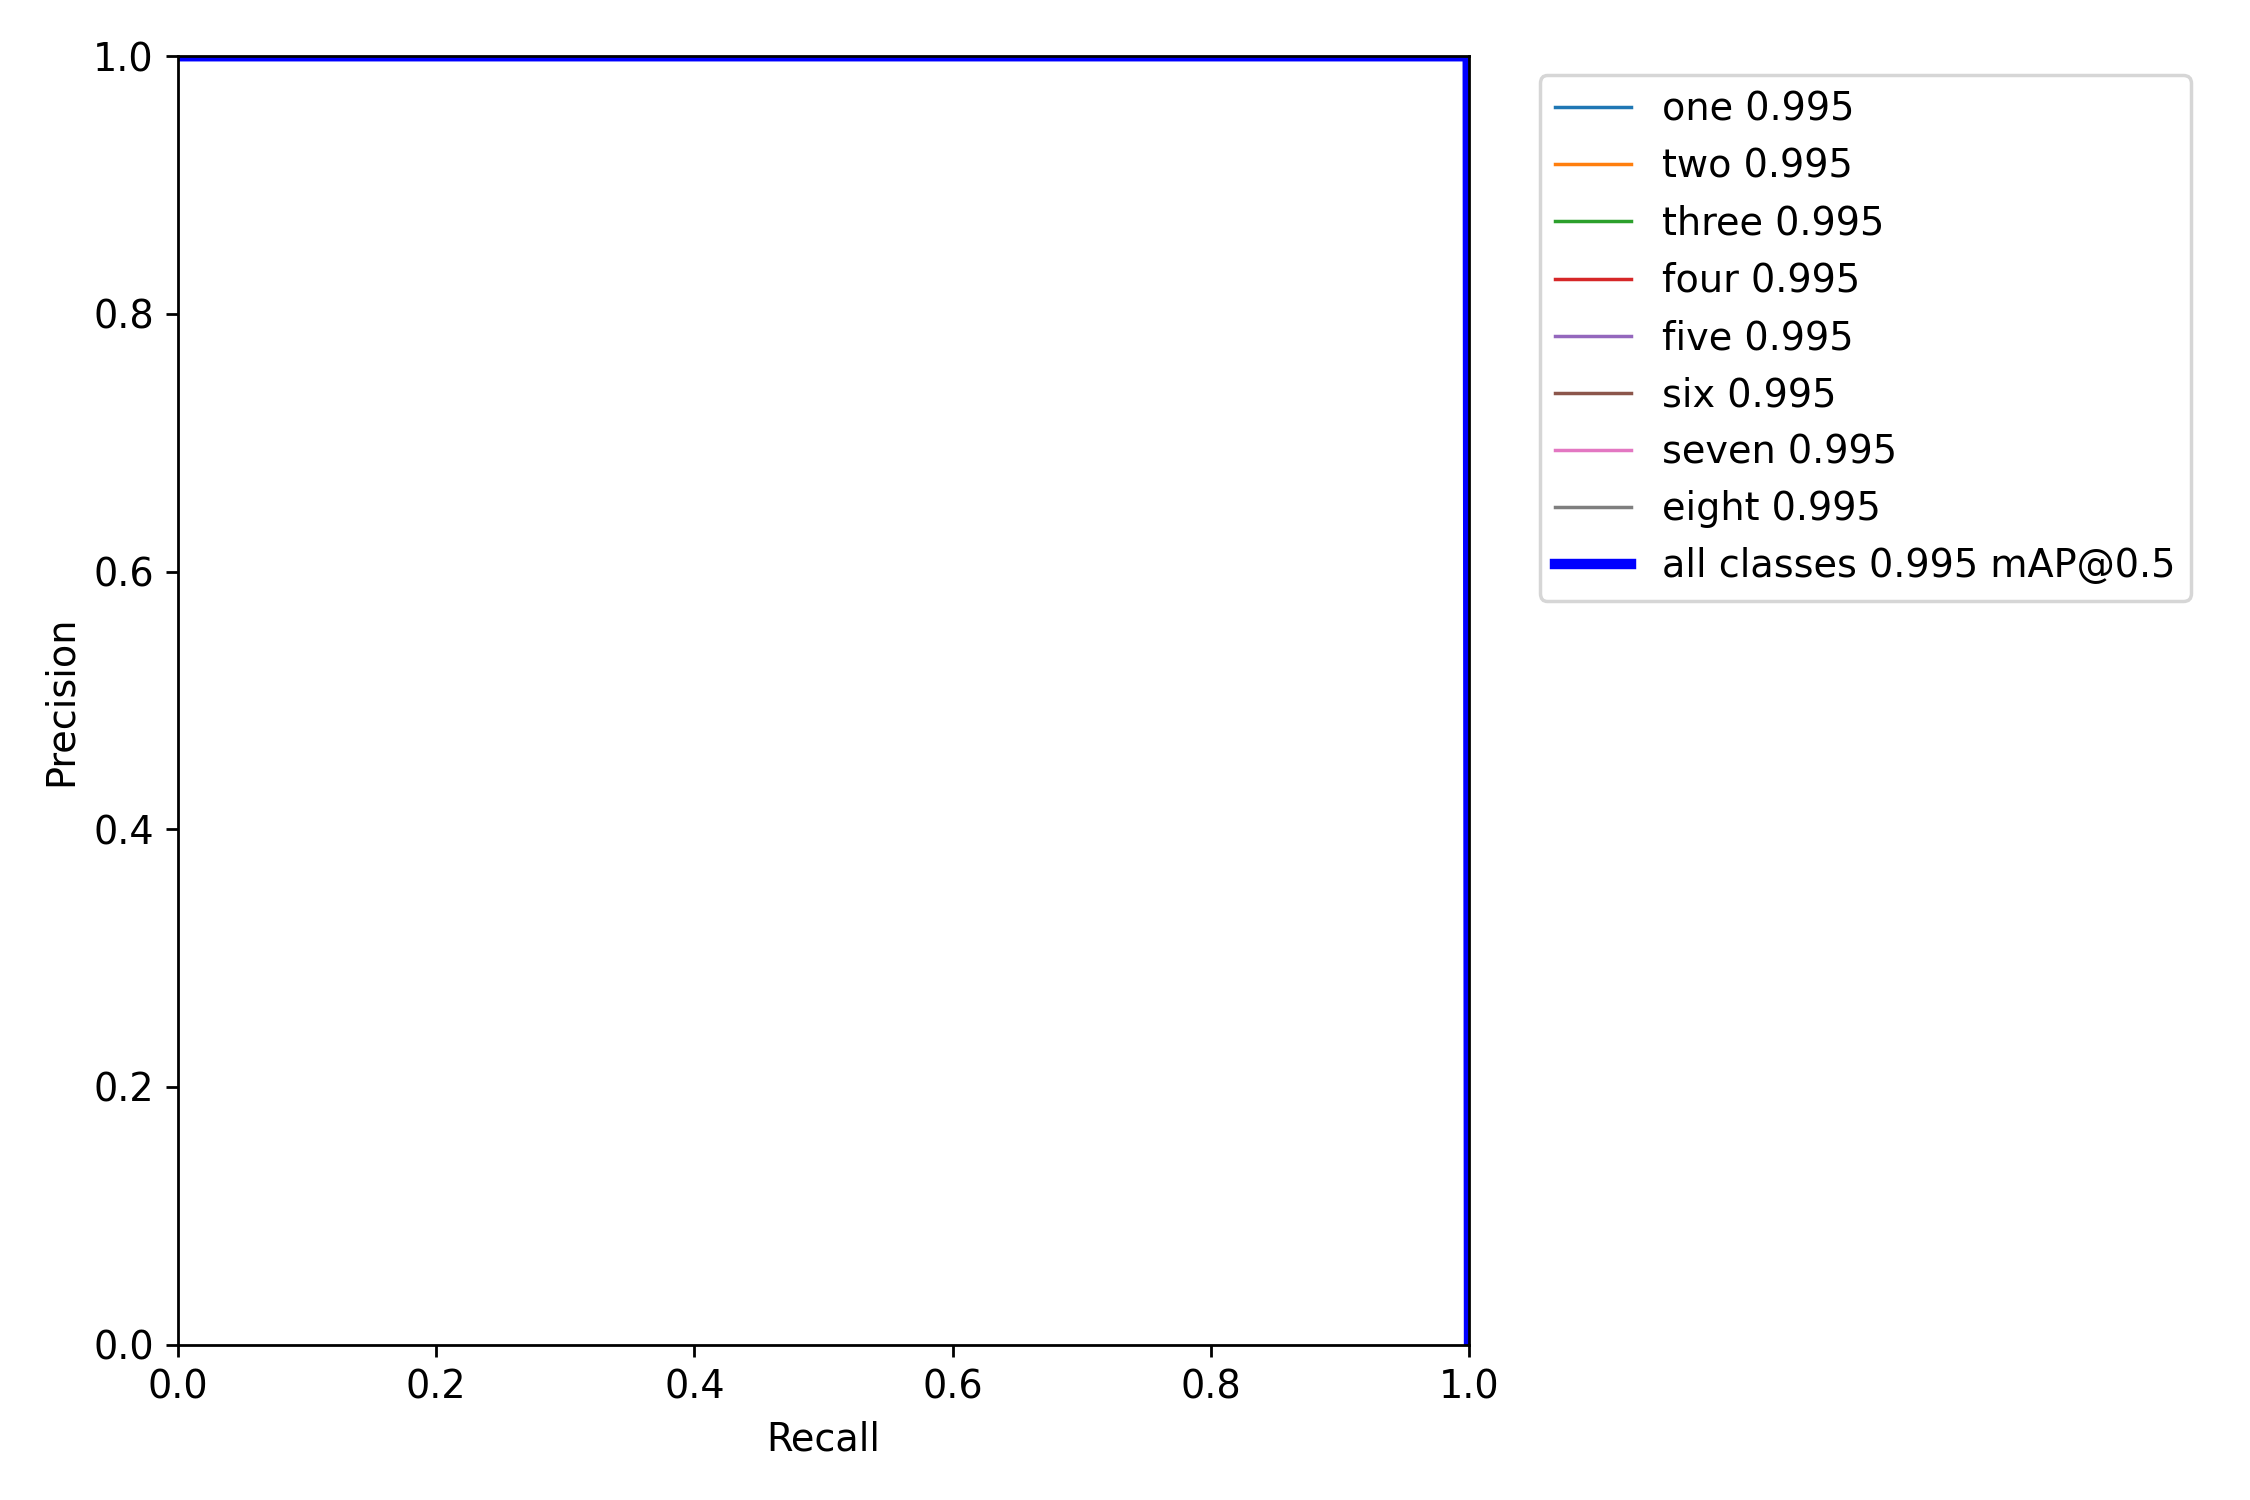 1.0
0.8
0.6
0.4
0.2
0.0
Precision
0.0 0.2 0.4 0.6 0.8 1.0
Recall
one 0.995
two 0.995
three 0.995
four 0.995
five 0.995
six 0.995
seven 0.995
eight 0.995
all classes 0.995 mAP@0.5